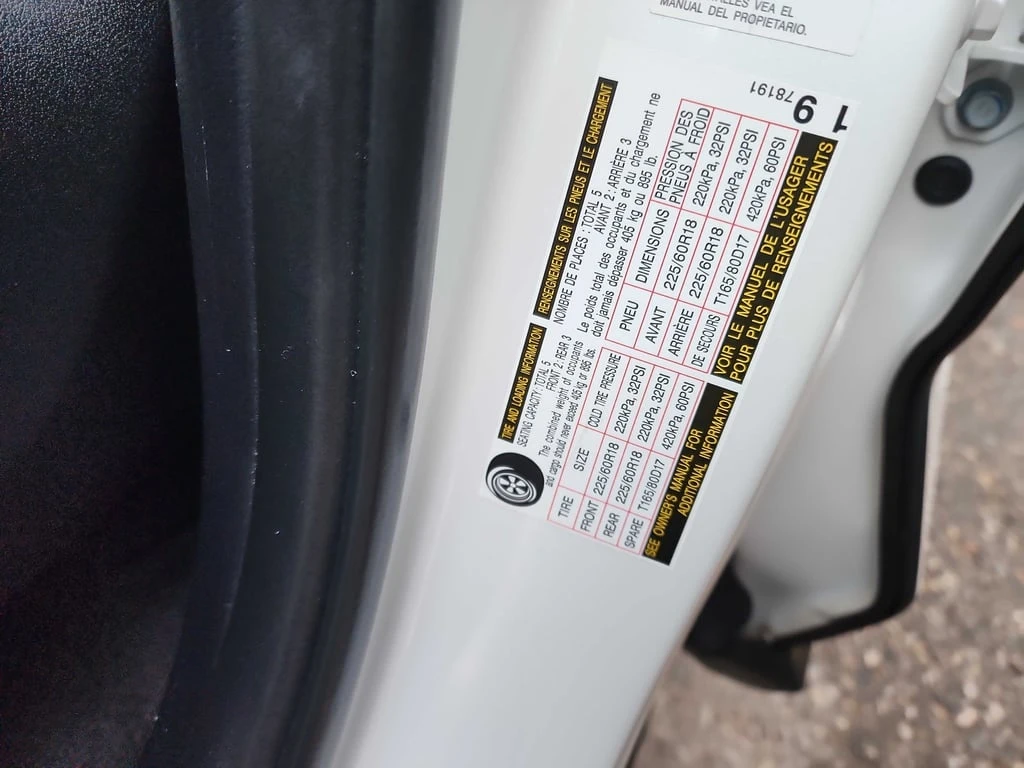 LLES VEA EL
MANUAL DEL PROPIETARIO.
TIRE AND LOADING INFORMATION
SEATING CAPACITY: TOTAL 5
FRONT 2: REAR 3
The combined weight of occupants
and cargo should never exceed 405 kg or 895 lbs.
TIRE SIZE COLD TIRE PRESSURE
FRONT 225/60R18 220kPa, 32PSI
REAR 225/60R18 220kPa, 32PSI
SPARE T165/80D17 420kPa, 60PSI
SEE OWNER'S MANUAL FOR
ADDITIONAL INFORMATION
RENSEIGNEMENTS SUR LES PNEUS ET LE CHARGEMENT
NOMBRE DE PLACES : TOTAL 5
AVANT 2: ARRIÈRE 3
Le poids total des occupants et du chargement ne
doit jamais dépasser 405 kg ou 895 lb.
PNEU DIMENSIONS PRESSION DES
PNEUS À FROID
AVANT 225/60R18 220kPa, 32PSI
ARRIÈRE 225/60R18 220kPa, 32PSI
DE SECOURS T165/80D17 420kPa, 60PSI
VOIR LE MANUEL DE L'USAGER
POUR PLUS DE RENSEIGNEMENTS
78191
19